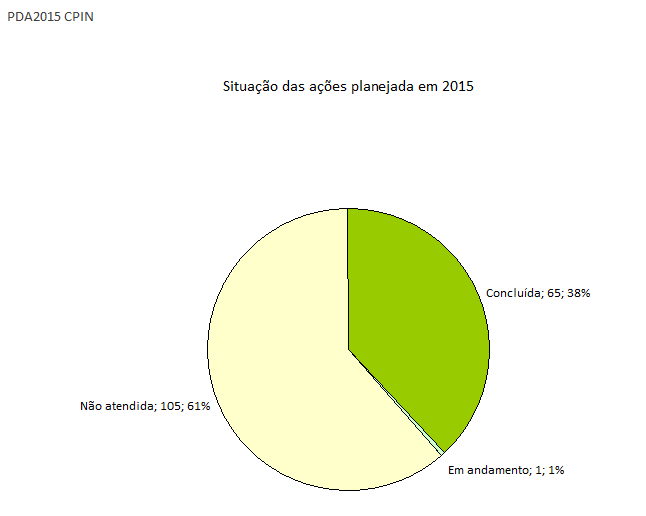 PDA2015 CPIN
Situação das ações planejada em 2015
Concluída; 65; 38%
Não atendida; 105; 61%
Em andamento; 1; 1%